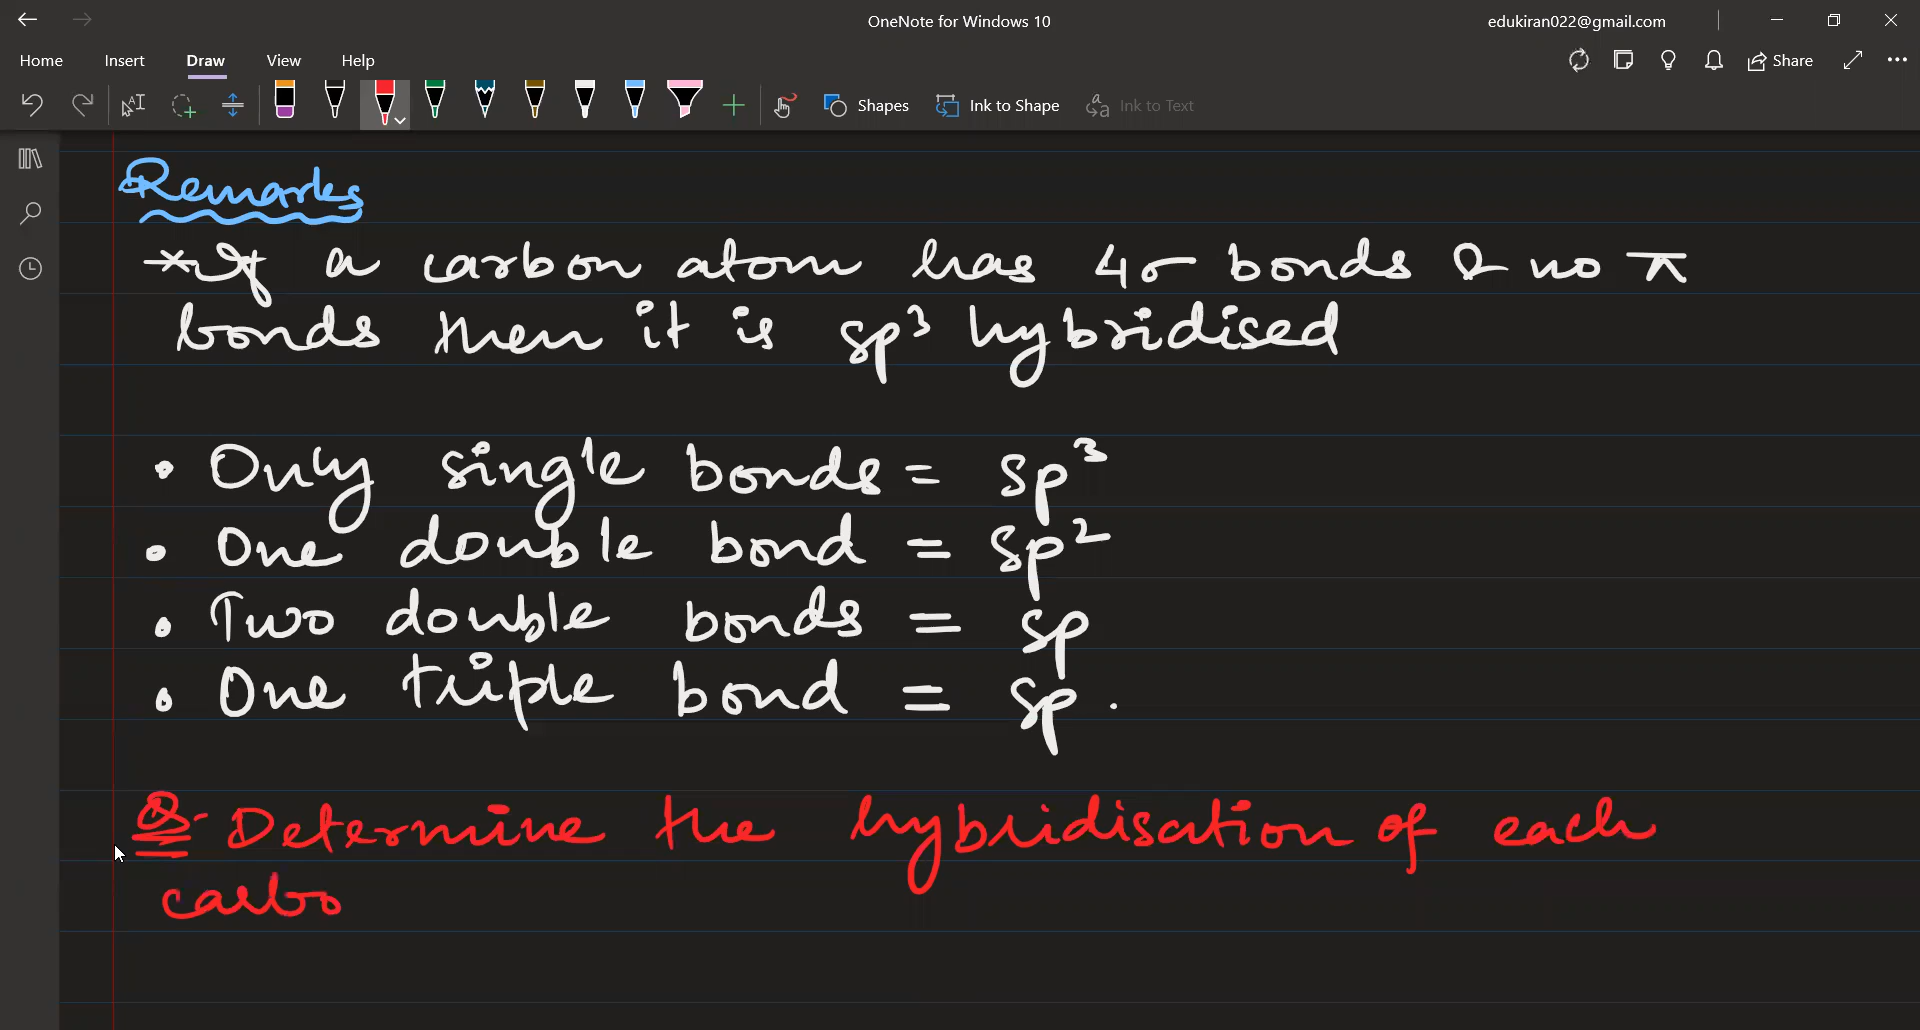 OneNote for Windows 10
edukiran022@gmail.com
Home Insert Draw View Help
Share
Shapes Ink to Shape Ink to Text
Remarks
*If a carbon atom has 4σ bonds & no π
bonds then it is sp³ hybridised
• Only single bonds = sp³
• One double bond = sp²
• Two double bonds = sp
• One triple bond = sp.
Q- Determine the hybridisation of each
carbo